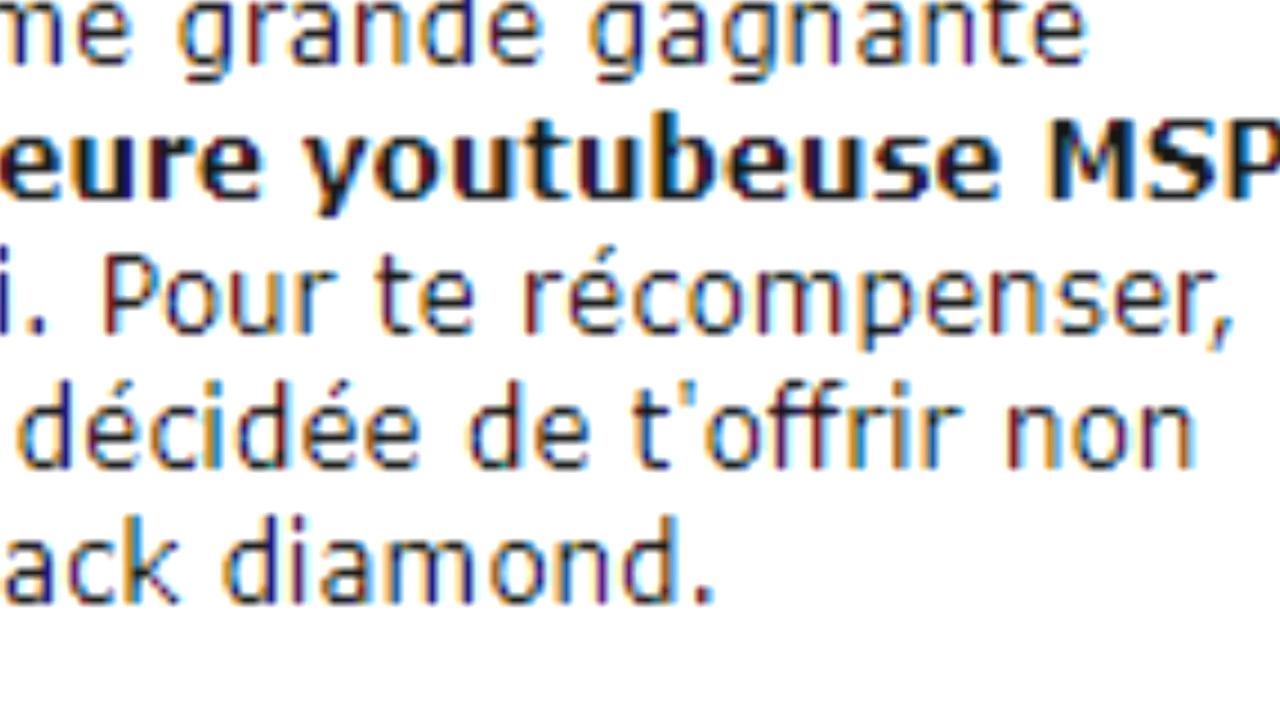 me grande gagnante
eure youtubeuse MSP
i. Pour te récompenser,
décidée de t'offrir non
ack diamond.